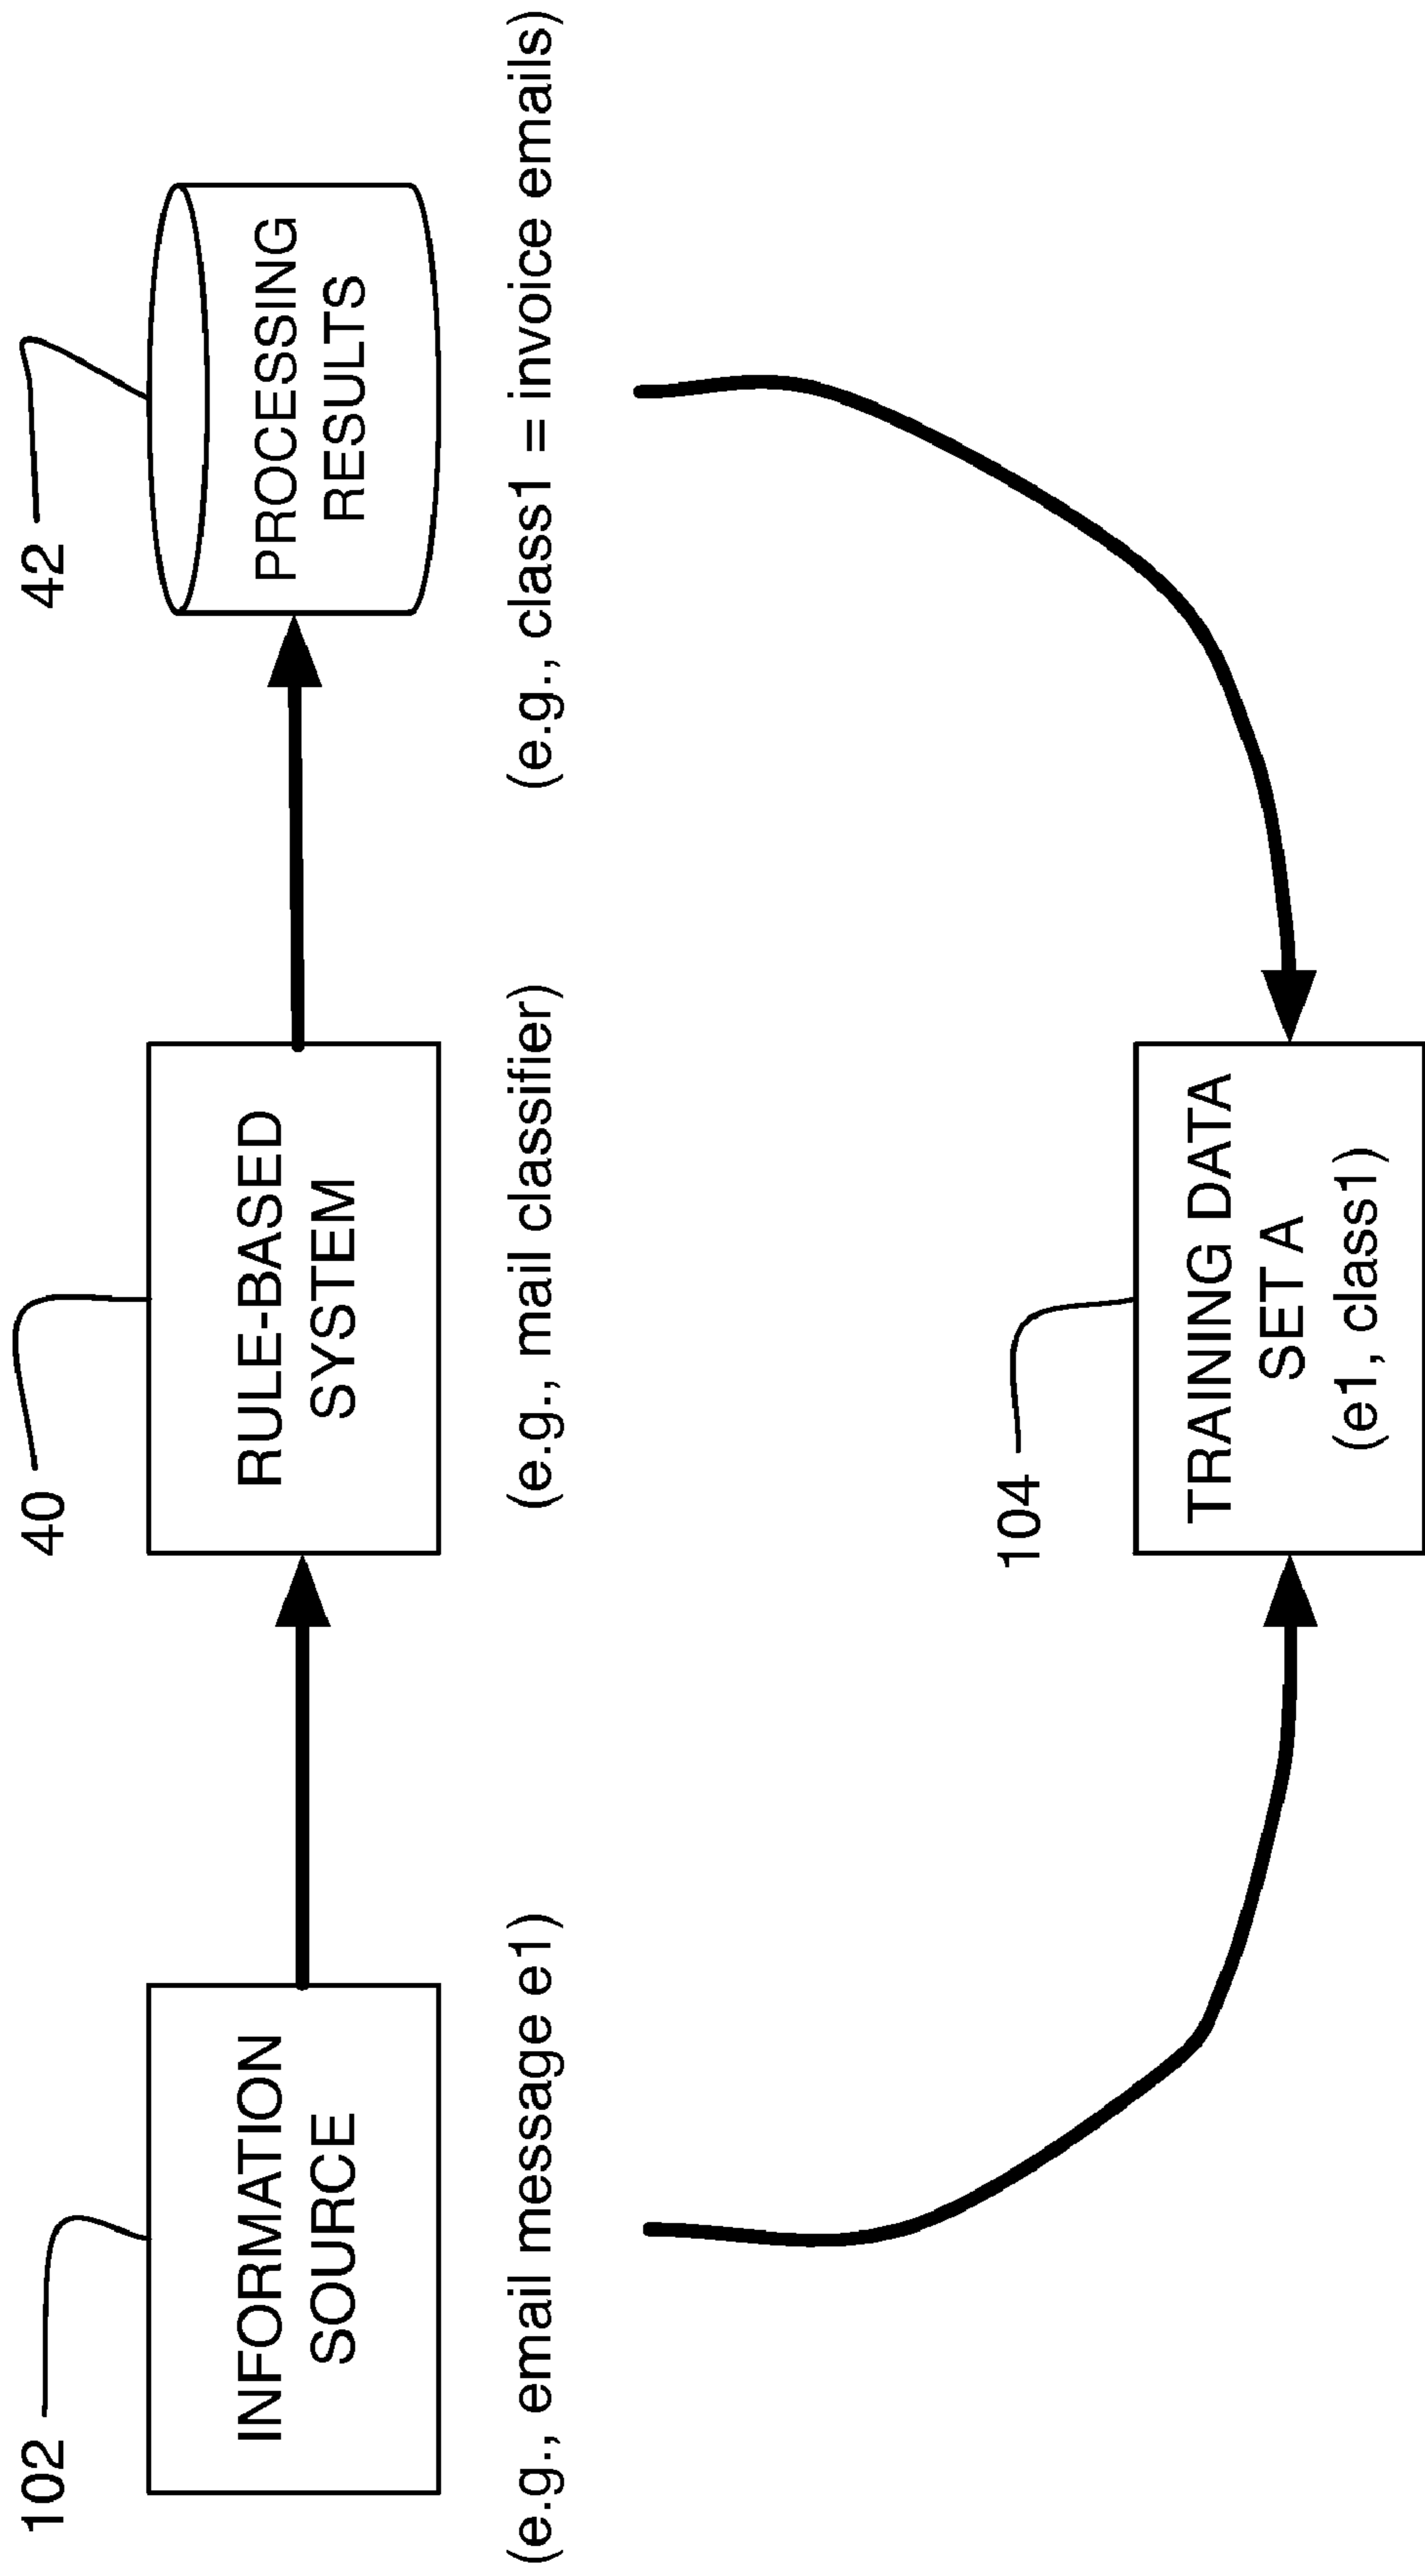 102
INFORMATION
SOURCE
(e.g., email message e1)
40
RULE-BASED
SYSTEM
(e.g., mail classifier)
42
PROCESSING
RESULTS
(e.g., class1 = invoice emails)
104
TRAINING DATA
SET A
(e1, class1)